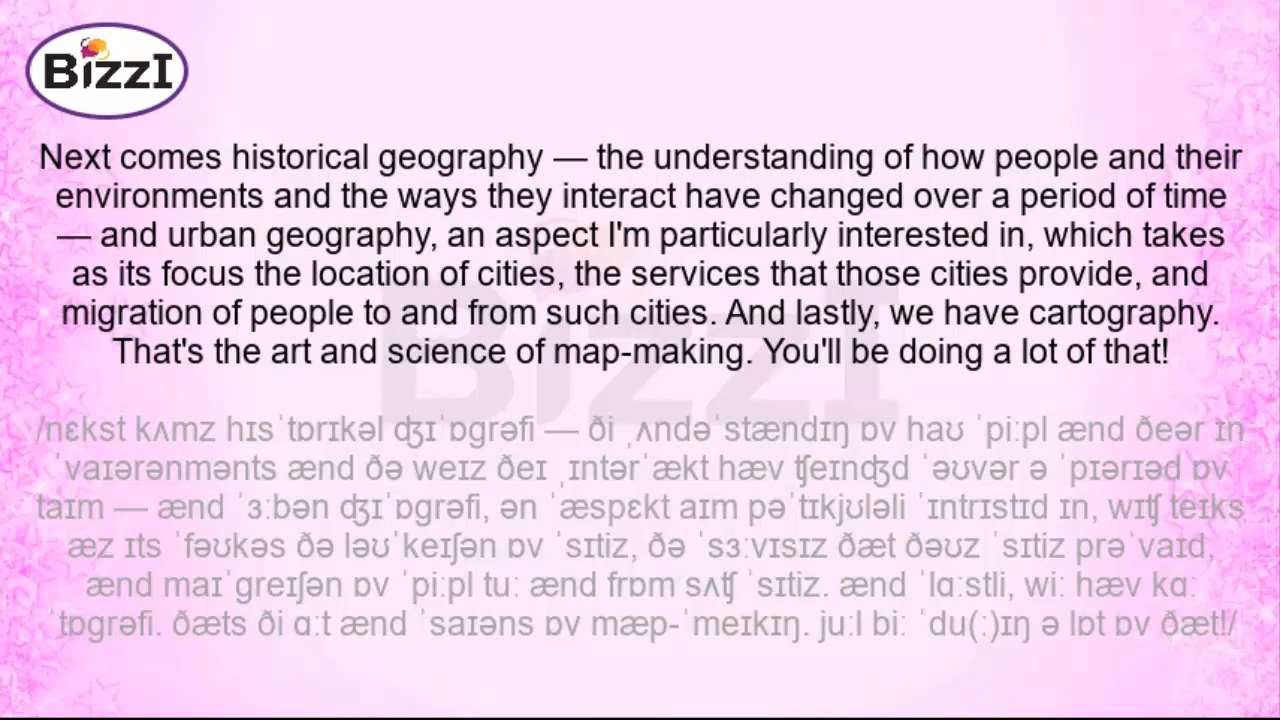 BizzI
Next comes historical geography — the understanding of how people and their
environments and the ways they interact have changed over a period of time
— and urban geography, an aspect I'm particularly interested in, which takes
as its focus the location of cities, the services that those cities provide, and
migration of people to and from such cities. And lastly, we have cartography.
That's the art and science of map-making. You'll be doing a lot of that!
/nɛkst kʌmz hɪsˈtɒrɪkəl ʤɪˈɒgrəfi — ði ˌʌndəˈstændɪŋ ɒv haʊ ˈpiːpl ænd ðeər ɪn
ˈvaɪərənmənts ænd ðə weɪz ðeɪ ˌɪntərˈækt hæv ʧeɪnʤd ˈəʊvər ə ˈpɪərɪəd ɒv
taɪm — ænd ˈɜːbən ʤɪˈɒgrəfi, ən ˈæspɛkt aɪm pəˈtɪkjʊləli ˈɪntrɪstɪd ɪn, wɪʧ teɪks
æz ɪts ˈfəʊkəs ðə ləʊˈkeɪʃən ɒv ˈsɪtiz, ðə ˈsɜːvɪsɪz ðæt ðəʊz ˈsɪtiz prəˈvaɪd,
ænd maɪˈgreɪʃən ɒv ˈpiːpl tuː ænd frɒm sʌʧ ˈsɪtiz. ænd ˈlɑːstli, wiː hæv kɑː
ˈtɒgrəfi. ðæts ði ɑːt ænd ˈsaɪəns ɒv mæp-ˈmeɪkɪŋ. juːl biː ˈdu(ː)ɪŋ ə lɒt ɒv ðæt!/